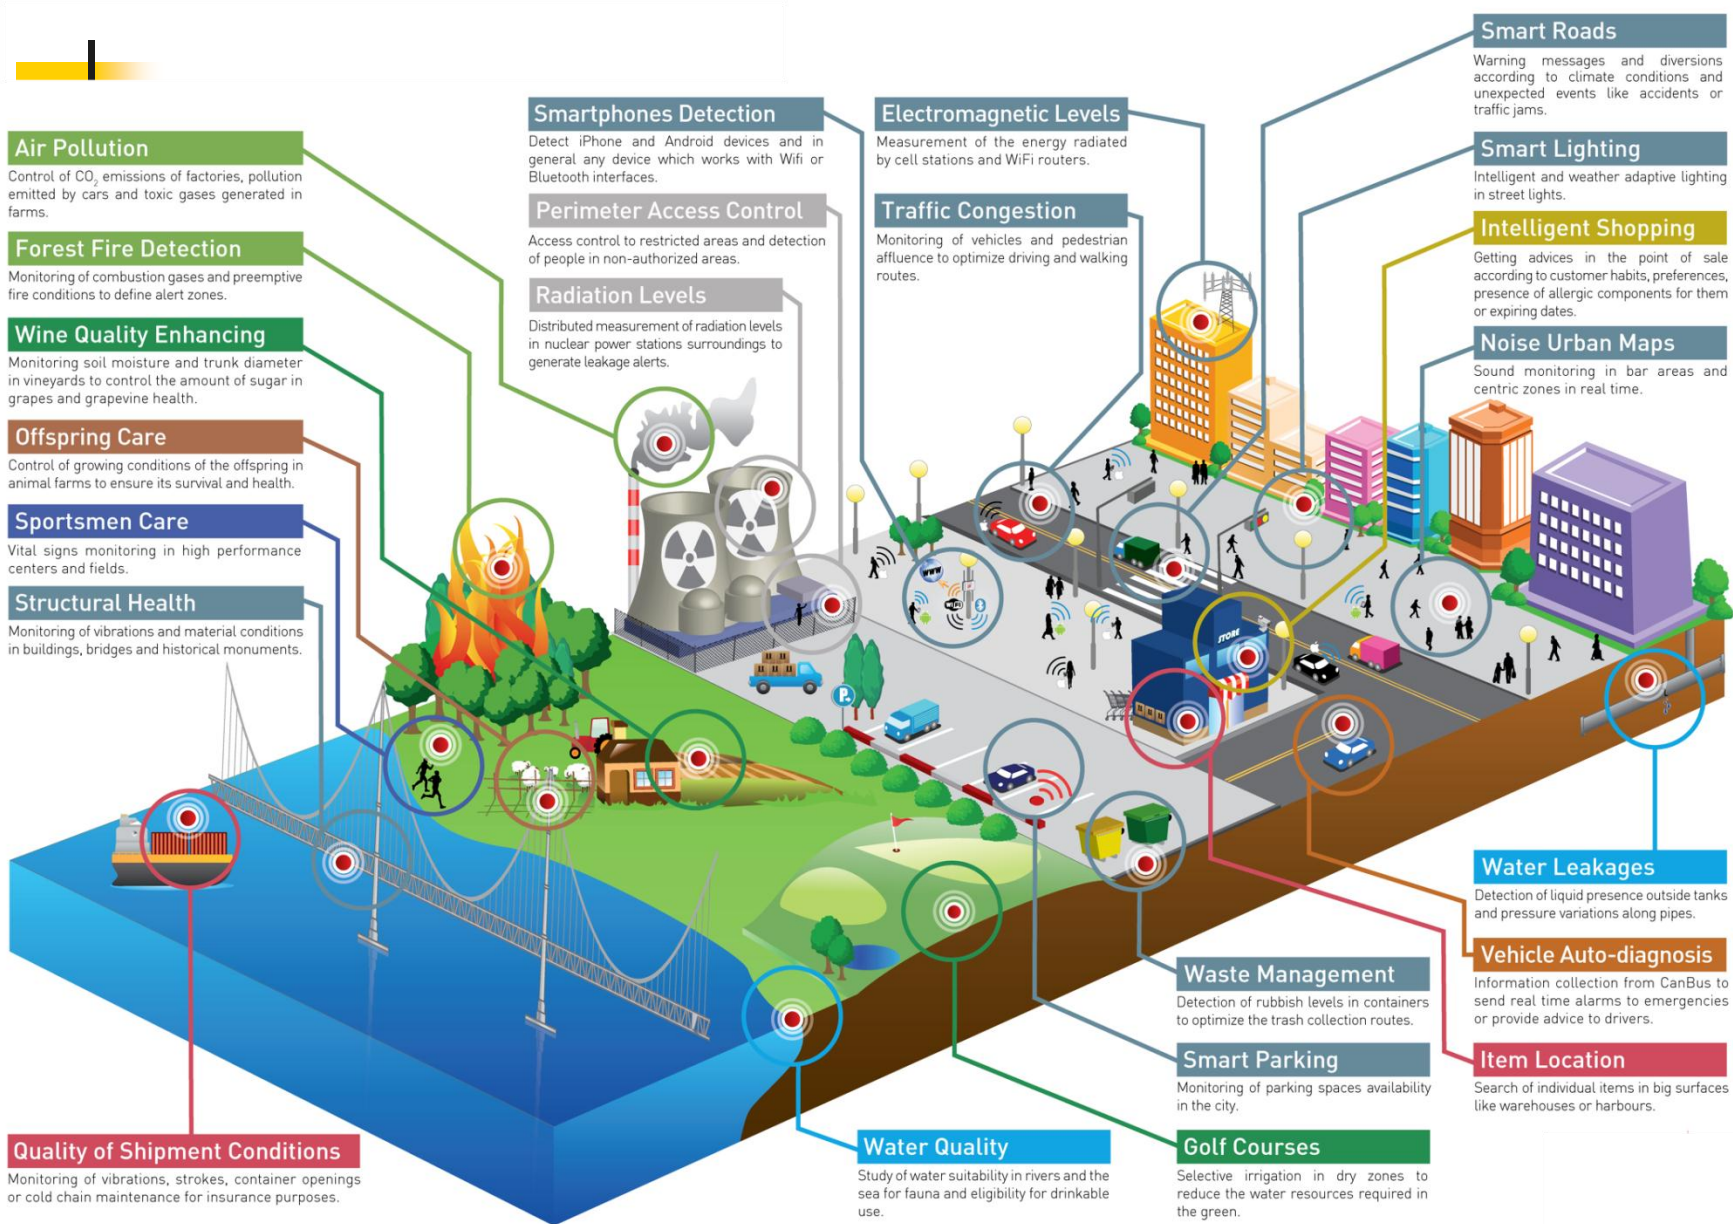 Smart Roads
Warning messages and diversions
according to climate conditions and
unexpected events like accidents or
traffic jams.
Smartphones Detection
Detect iPhone and Android devices and in
general any device which works with Wifi or
Bluetooth interfaces.
Electromagnetic Levels
Measurement of the energy radiated
by cell stations and WiFi routers.
Air Pollution
Control of CO₂ emissions of factories, pollution
emitted by cars and toxic gases generated in
farms.
Smart Lighting
Intelligent and weather adaptive lighting
in street lights.
Perimeter Access Control
Access control to restricted areas and detection
of people in non-authorized areas.
Traffic Congestion
Monitoring of vehicles and pedestrian
affluence to optimize driving and walking
routes.
Intelligent Shopping
Getting advices in the point of sale
according to customer habits, preferences,
presence of allergic components for them
or expiring dates.
Forest Fire Detection
Monitoring of combustion gases and preemptive
fire conditions to define alert zones.
Radiation Levels
Distributed measurement of radiation levels
in nuclear power stations surroundings to
generate leakage alerts.
Wine Quality Enhancing
Monitoring soil moisture and trunk diameter
in vineyards to control the amount of sugar in
grapes and grapevine health.
Noise Urban Maps
Sound monitoring in bar areas and
centric zones in real time.
Offspring Care
Control of growing conditions of the offspring in
animal farms to ensure its survival and health.
Sportsmen Care
Vital signs monitoring in high performance
centers and fields.
Structural Health
Monitoring of vibrations and material conditions
in buildings, bridges and historical monuments.
www
WiFi
STORE
P
Water Leakages
Detection of liquid presence outside tanks
and pressure variations along pipes.
Vehicle Auto-diagnosis
Information collection from CanBus to
send real time alarms to emergencies
or provide advice to drivers.
Waste Management
Detection of rubbish levels in containers
to optimize the trash collection routes.
Smart Parking
Monitoring of parking spaces availability
in the city.
Item Location
Search of individual items in big surfaces
like warehouses or harbours.
Quality of Shipment Conditions
Monitoring of vibrations, strokes, container openings
or cold chain maintenance for insurance purposes.
Water Quality
Study of water suitability in rivers and the
sea for fauna and eligibility for drinkable
use.
Golf Courses
Selective irrigation in dry zones to
reduce the water resources required in
the green.